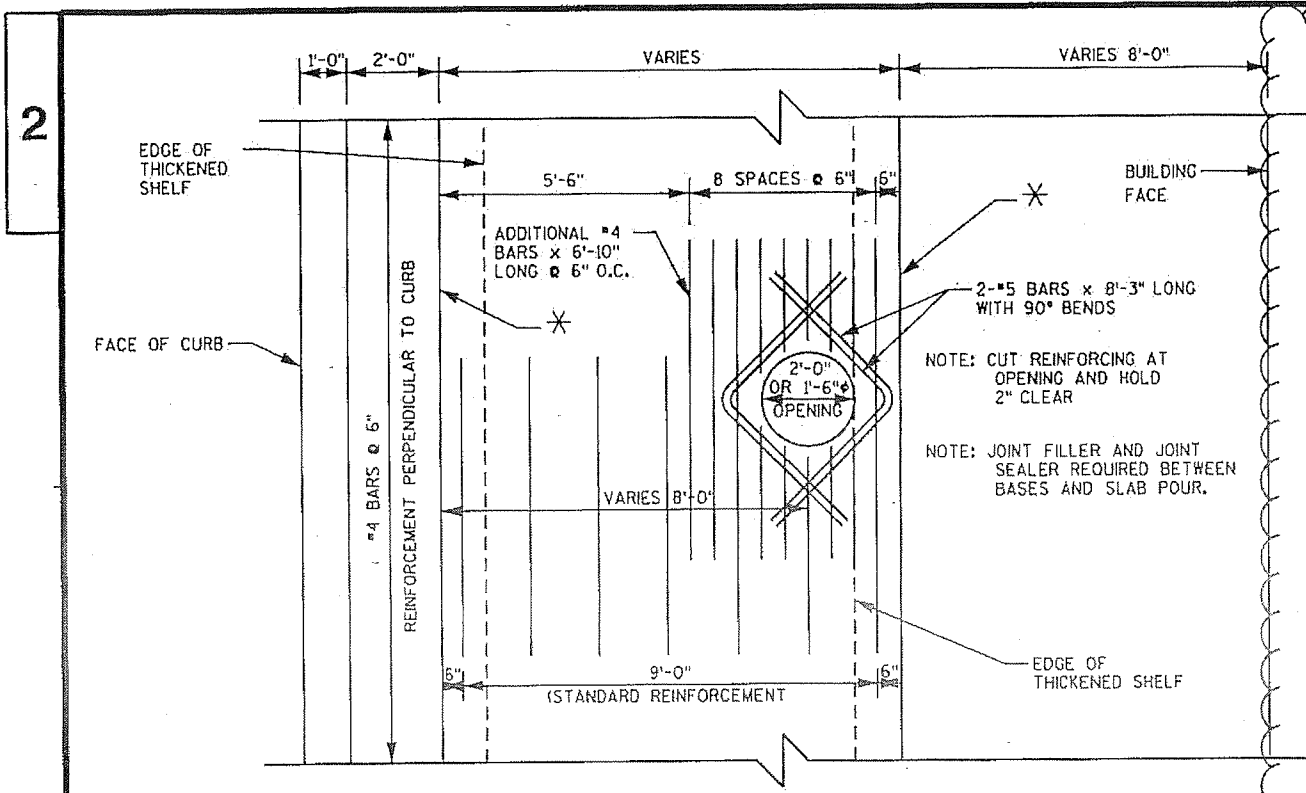 2
1'-0"
2'-0"
VARIES
VARIES 8'-0"
EDGE OF
THICKENED
SHELF
5'-6"
8 SPACES @ 6"
6"
BUILDING
FACE
ADDITIONAL #4
BARS x 6'-10"
LONG @ 6" O.C.
2-#5 BARS x 8'-3" LONG
WITH 90° BENDS
FACE OF CURB
#4 BARS @ 6"
REINFORCEMENT PERPENDICULAR TO CURB
2'-0"
OR 1'-6"ø
OPENING
NOTE: CUT REINFORCING AT
OPENING AND HOLD
2" CLEAR
NOTE: JOINT FILLER AND JOINT
SEALER REQUIRED BETWEEN
BASES AND SLAB POUR.
VARIES 8'-0"
6"
9'-0"
6"
(STANDARD REINFORCEMENT
EDGE OF
THICKENED SHELF